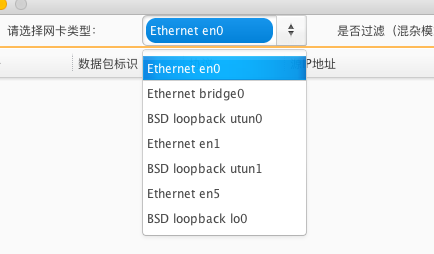 请选择网卡类型： Ethernet en0 是否过滤（混杂模
数据包标识 P地址
Ethernet en0
Ethernet bridge0
BSD loopback utun0
Ethernet en1
BSD loopback utun1
Ethernet en5
BSD loopback lo0